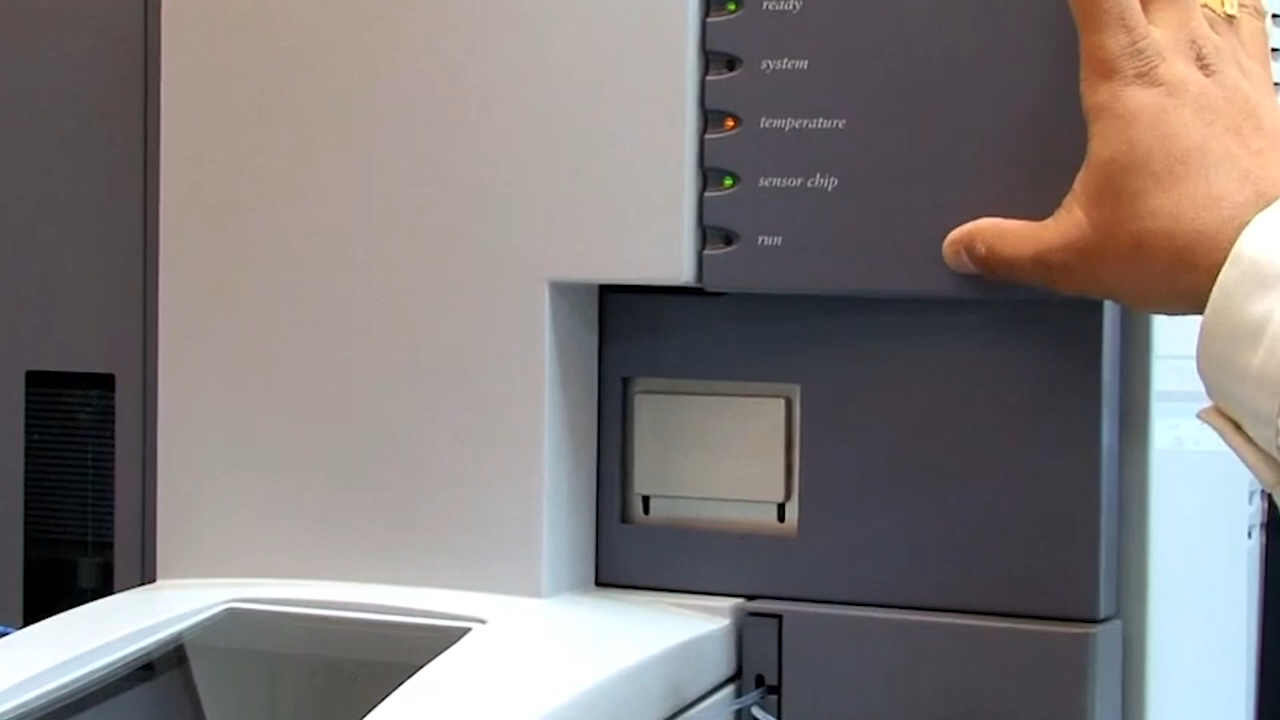 ready
system
temperature
sensor chip
run